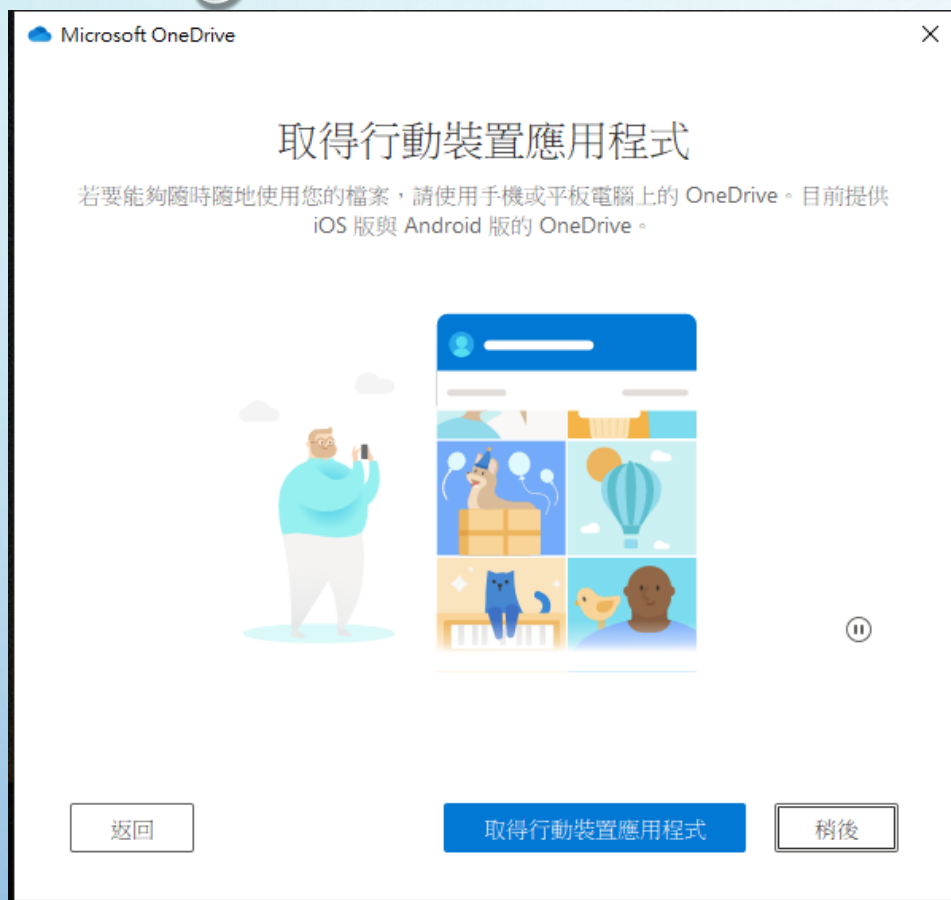 Microsoft OneDrive
取得行動裝置應用程式
若要能夠隨時隨地使用您的檔案，請使用手機或平板電腦上的 OneDrive。目前提供
iOS 版與 Android 版的 OneDrive。
返回
取得行動裝置應用程式
稍後